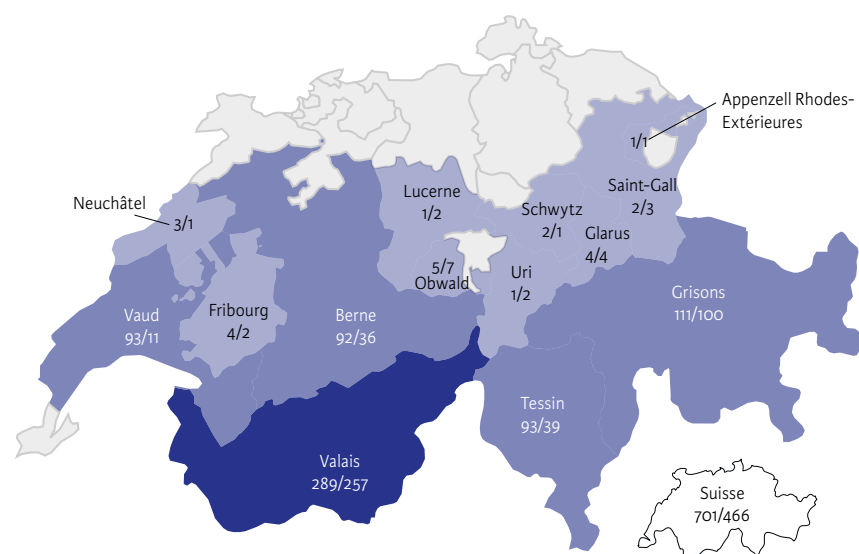 Appenzell Rhodes-
Extérieures
1/1
Neuchâtel
3/1
Lucerne
1/2
Schwytz
2/1
Saint-Gall
2/3
Glarus
4/4
5/7
Obwald
Uri
1/2
Grisons
111/100
Vaud
93/11
Fribourg
4/2
Berne
92/36
Tessin
93/39
Valais
289/257
Suisse
701/466